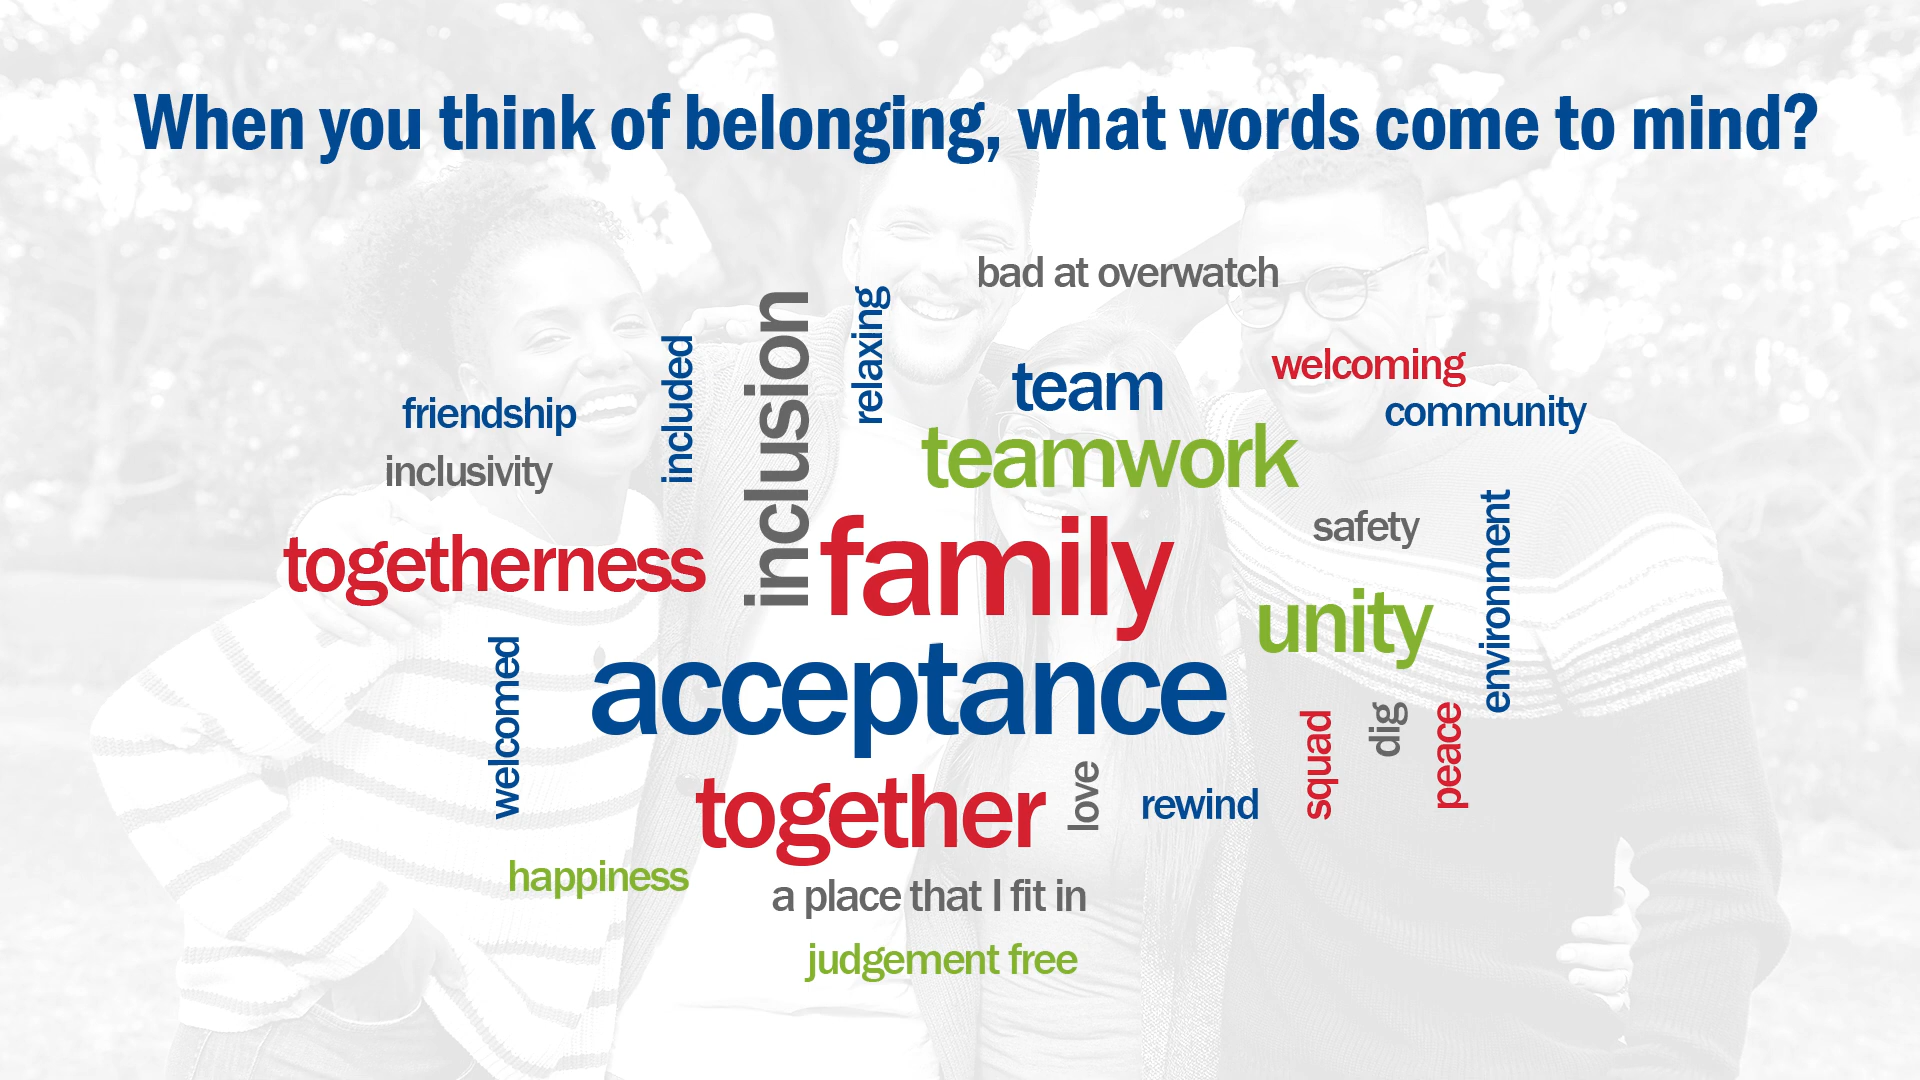 When you think of belonging, what words come to mind?
bad at overwatch
relaxing
inclusion
included
team
welcoming
friendship
community
teamwork
inclusivity
safety
environment
togetherness
family
unity
welcomed
acceptance
squad
dig
peace
together
love
rewind
happiness
a place that I fit in
judgement free